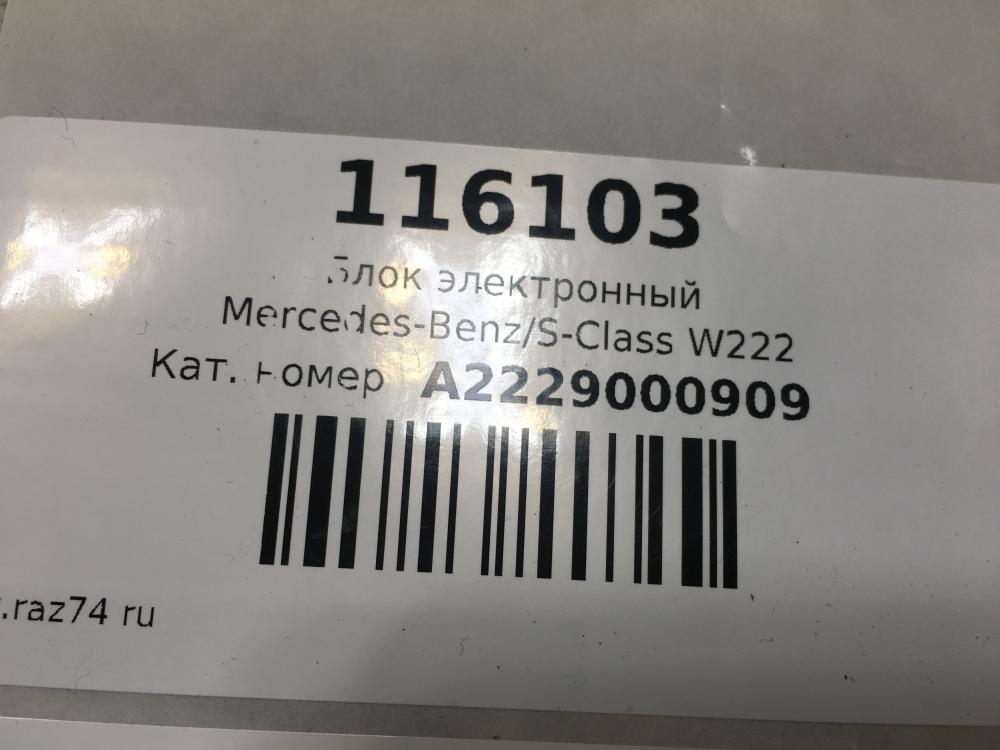 116103
Блок электронный
Mercedes-Benz/S-Class W222
Кат. номер A2229000909
.raz74 ru